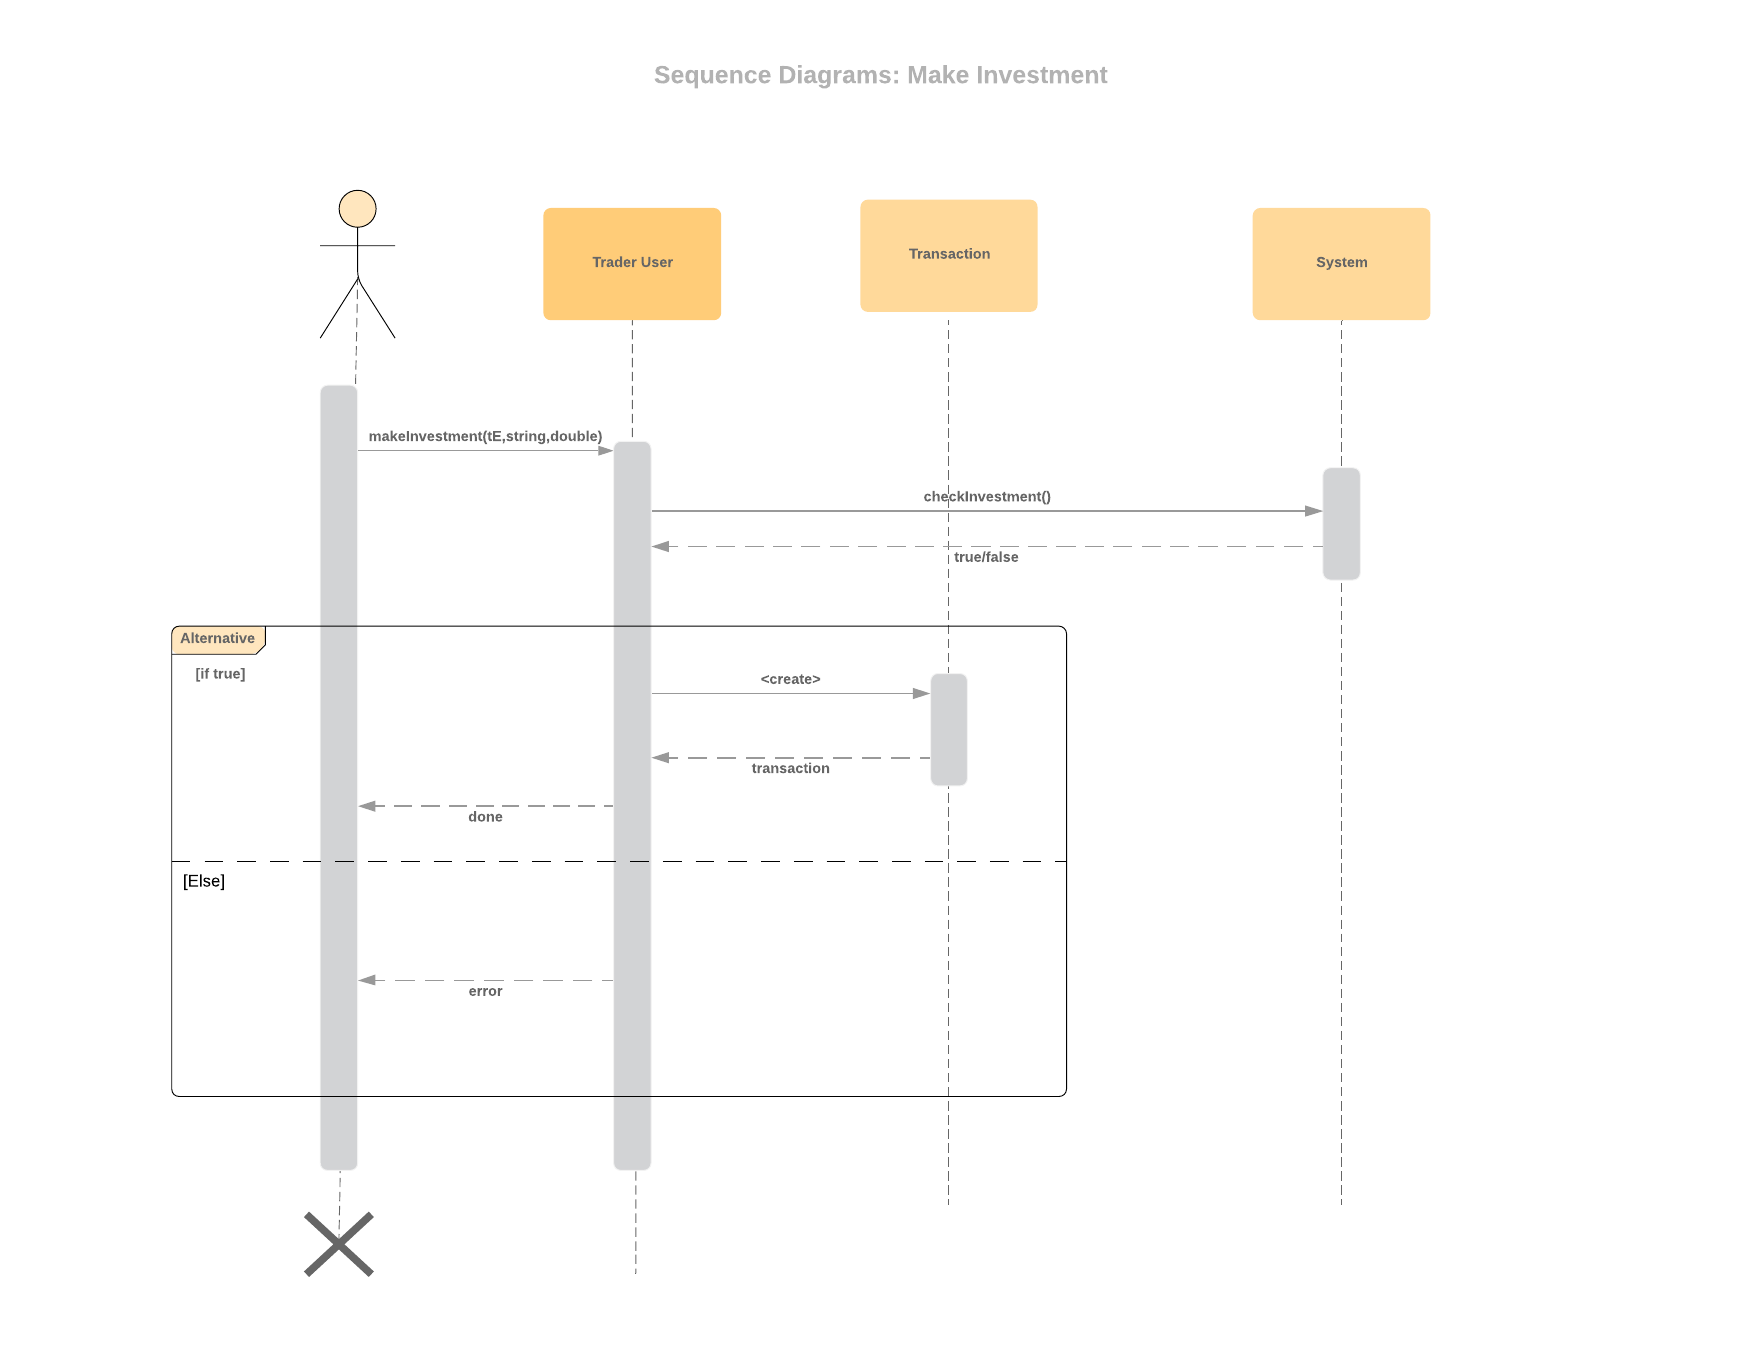 Sequence Diagrams: Make Investment
Trader User
Transaction
System
makeInvestment(tE,string,double)
checkInvestment()
true/false
Alternative
[if true]
<create>
transaction
done
[Else]
error